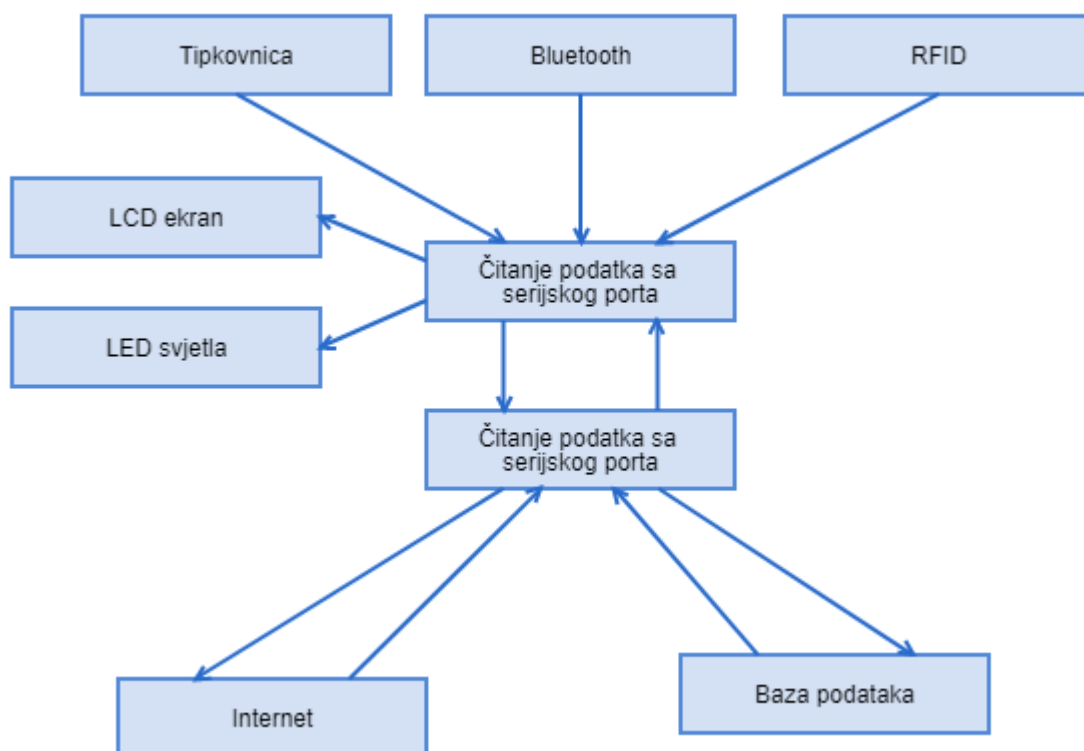 Tipkovnica
Bluetooth
RFID
LCD ekran
Čitanje podatka sa
serijskog porta
LED svjetla
Čitanje podatka sa
serijskog porta
Internet
Baza podataka